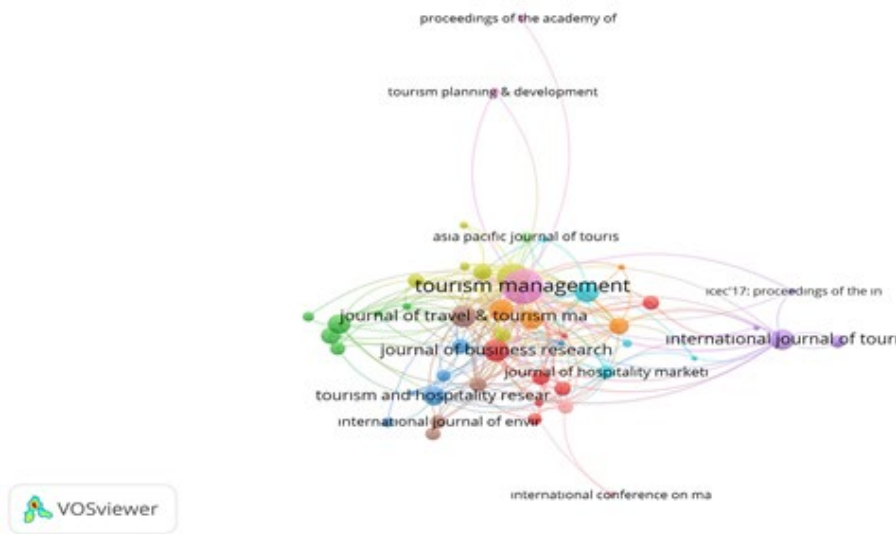 proceedings of the academy of
tourism planning & development
asia pacific journal of touris
tourism management
icec'17: proceedings of the in
journal of travel & tourism ma
international journal of touri
journal of business research
journal of hospitality marketi
tourism and hospitality resear
international journal of envir
international conference on ma
VOSviewer